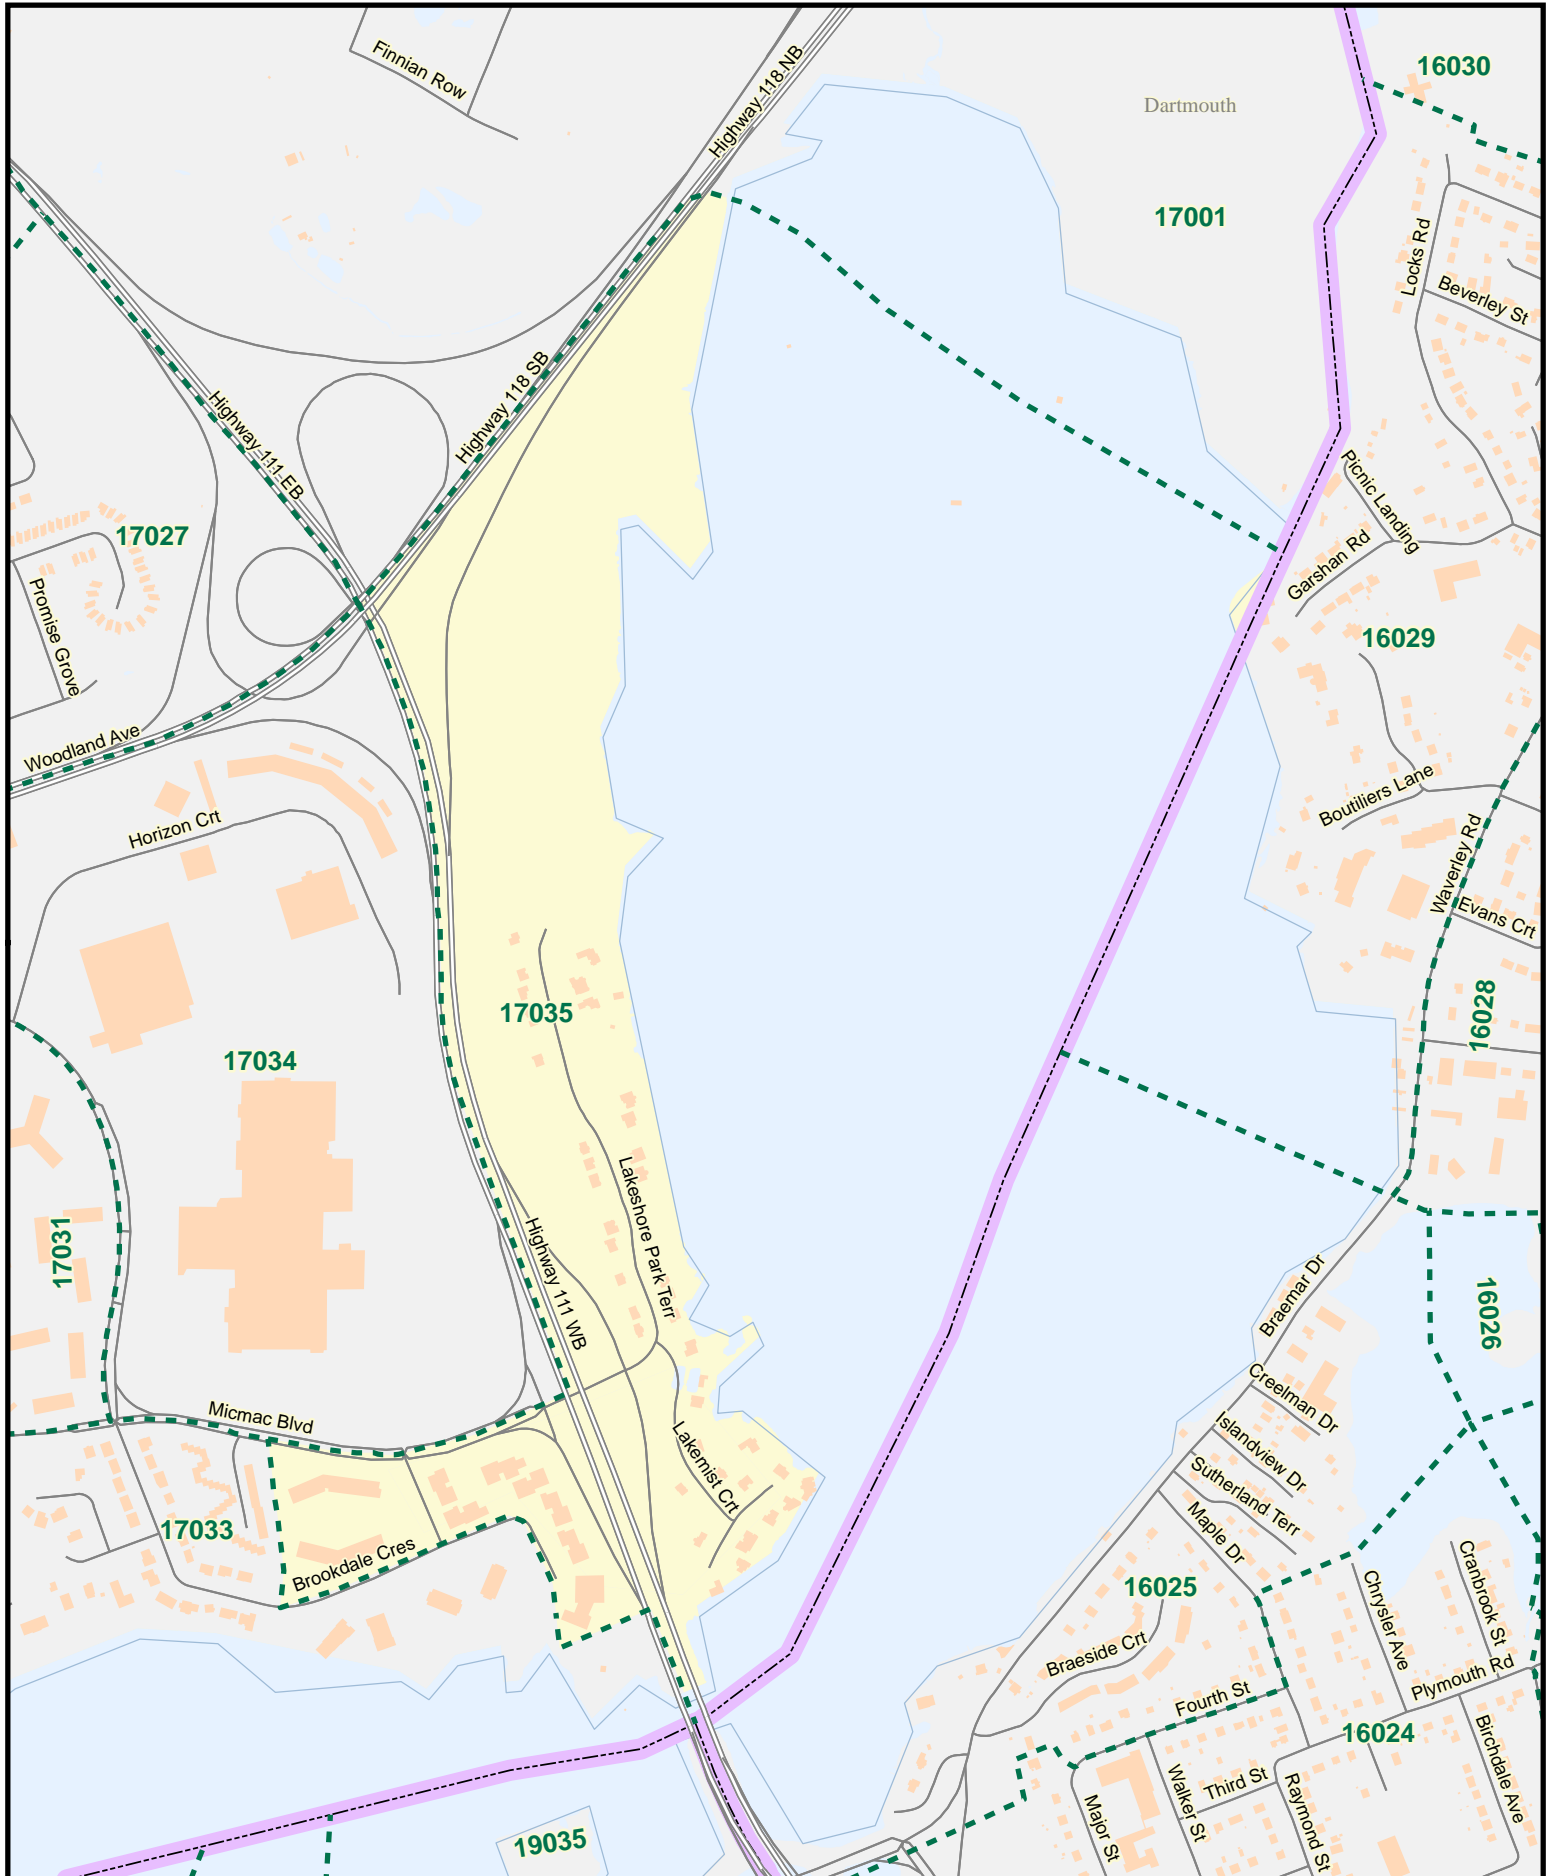 Finnian Row
Highway 118 NB
16030
Dartmouth
17001
Locks Rd
Beverley St
Highway 118 SB
Highway 111 EB
Picnic Landing
17027
Garshan Rd
Promise Grove
16029
Woodland Ave
Boutiliers Lane
Horizon Crt
Waverley Rd
Evans Crt
17035
16028
17034
Lakeshore Park Terr
17031
Highway 111 WB
Braemar Dr
16026
Creelman Dr
Micmac Blvd
Islandview Dr
Lakemist Crt
Sutherland Terr
17033
Maple Dr
Brookdale Cres
Cranbrook St
16025
Chrysler Ave
Braeside Crt
Plymouth Rd
Fourth St
16024
Birchdale Ave
Third St
Walker St
Raymond St
Major St
19035